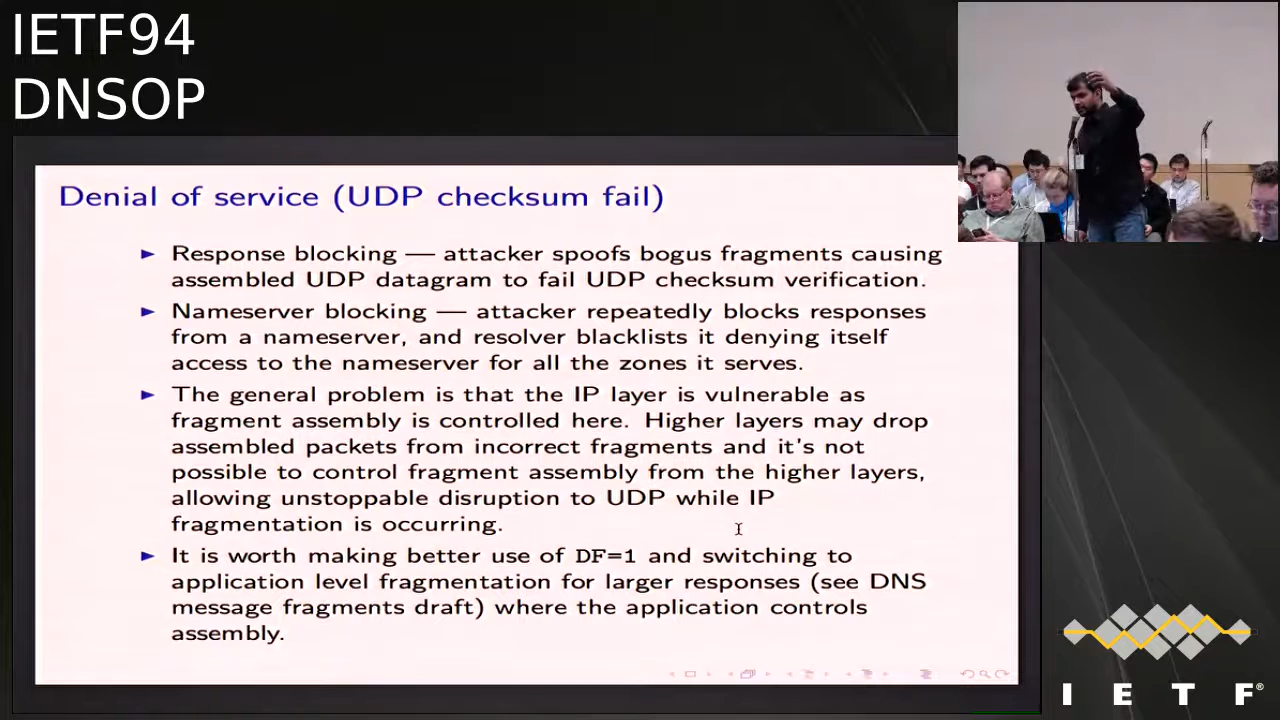 IETF94
DNSOP
Denial of service (UDP checksum fail)
► Response blocking — attacker spoofs bogus fragments causing
assembled UDP datagram to fail UDP checksum verification.
► Nameserver blocking — attacker repeatedly blocks responses
from a nameserver, and resolver blacklists it denying itself
access to the nameserver for all the zones it serves.
► The general problem is that the IP layer is vulnerable as
fragment assembly is controlled here. Higher layers may drop
assembled packets from incorrect fragments and it's not
possible to control fragment assembly from the higher layers,
allowing unstoppable disruption to UDP while IP
fragmentation is occurring.
► It is worth making better use of DF=1 and switching to
application level fragmentation for larger responses (see DNS
message fragments draft) where the application controls
assembly.
I E T F®